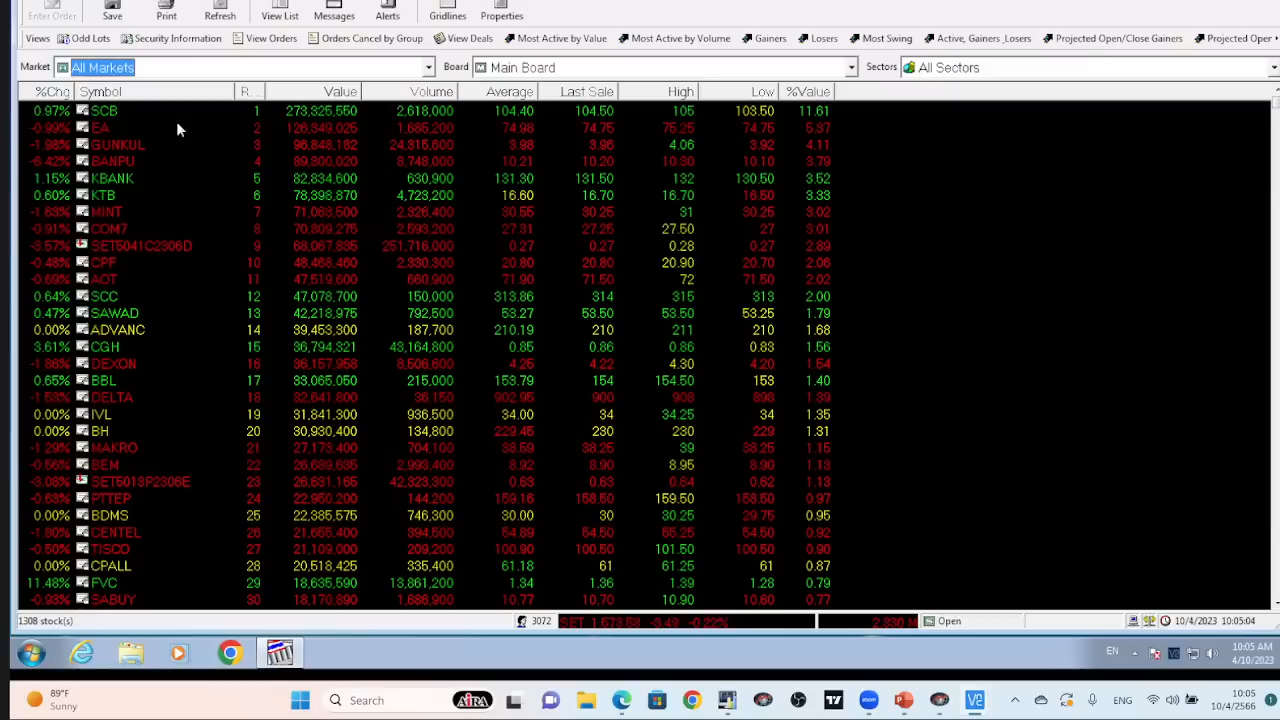 Enter Order Save Print Refresh View List Messages Alerts Gridlines Properties
Views Odd Lots Security Information View Orders Orders Cancel by Group View Deals Most Active by Value Most Active by Volume Gainers Losers Most Swing Active, Gainers ,Losers Projected Open/Close Gainers Projected Oper
Market All Markets Board Main Board Sectors All Sectors
%Chg Symbol R... Value Volume Average Last Sale High Low %Value
0.97% SCB 1 273,325,550 2,618,000 104.40 104.50 105 103.50 11.61
-0.99% EA 2 126,349,025 1,685,200 74.98 74.75 75.25 74.75 5.37
-1.98% GUNKUL 3 96,848,182 24,315,600 3.98 3.96 4.06 3.92 4.11
-6.42% BANPU 4 89,300,020 8,748,000 10.21 10.20 10.30 10.10 3.79
1.15% KBANK 5 82,834,600 630,900 131.30 131.50 132 130.50 3.52
0.60% KTB 6 78,398,870 4,723,200 16.60 16.70 16.70 16.50 3.33
-1.63% MINT 7 71,063,500 2,326,400 30.55 30.25 31 30.25 3.02
-0.91% COM7 8 70,809,275 2,593,200 27.31 27.25 27.50 27 3.01
-3.57% SET5041C2306D 9 68,067,835 251,716,000 0.27 0.27 0.28 0.27 2.89
-0.48% CPF 10 48,468,460 2,330,300 20.80 20.80 20.90 20.70 2.06
-0.69% AOT 11 47,519,600 660,900 71.90 71.50 72 71.50 2.02
0.64% SCC 12 47,078,700 150,000 313.86 314 315 313 2.00
0.47% SAWAD 13 42,218,975 792,500 53.27 53.50 53.50 53.25 1.79
0.00% ADVANC 14 39,453,300 187,700 210.19 210 211 210 1.68
3.61% CGH 15 36,794,321 43,164,800 0.85 0.86 0.86 0.83 1.56
-1.86% DEXON 16 36,157,958 8,506,600 4.25 4.22 4.30 4.20 1.54
0.65% BBL 17 33,065,050 215,000 153.79 154 154.50 153 1.40
-1.53% DELTA 18 32,641,800 36,150 902.95 900 908 898 1.39
0.00% IVL 19 31,841,300 936,500 34.00 34 34.25 34 1.35
0.00% BH 20 30,930,400 134,800 229.45 230 230 229 1.31
-1.29% MAKRO 21 27,173,400 704,100 38.59 38.25 39 38.25 1.15
-0.56% BEM 22 26,689,635 2,993,400 8.92 8.90 8.95 8.90 1.13
-3.08% SET5013P2306E 23 26,631,165 42,323,300 0.63 0.63 0.64 0.62 1.13
-0.63% PTTEP 24 22,950,200 144,200 159.16 158.50 159.50 158.50 0.97
0.00% BDMS 25 22,385,575 746,300 30.00 30 30.25 29.75 0.95
-1.80% CENTEL 26 21,655,400 394,500 54.89 54.50 55.25 54.50 0.92
-0.50% TISCO 27 21,109,000 209,200 100.90 100.50 101.50 100.50 0.90
0.00% CPALL 28 20,518,425 335,400 61.18 61 61.25 61 0.87
11.48% FVC 29 18,635,590 13,861,200 1.34 1.36 1.39 1.28 0.79
-0.93% SABUY 30 18,170,890 1,686,900 10.77 10.70 10.90 10.60 0.77
1308 stock(s) 3072 SET 1,573.58 -3.49 -0.22% 2,330 M Open 10/4/2023 10:05:04
EN 10:05 AM
4/10/2023
89°F
Sunny
Search AiRA ENG 10:05
10/4/2566